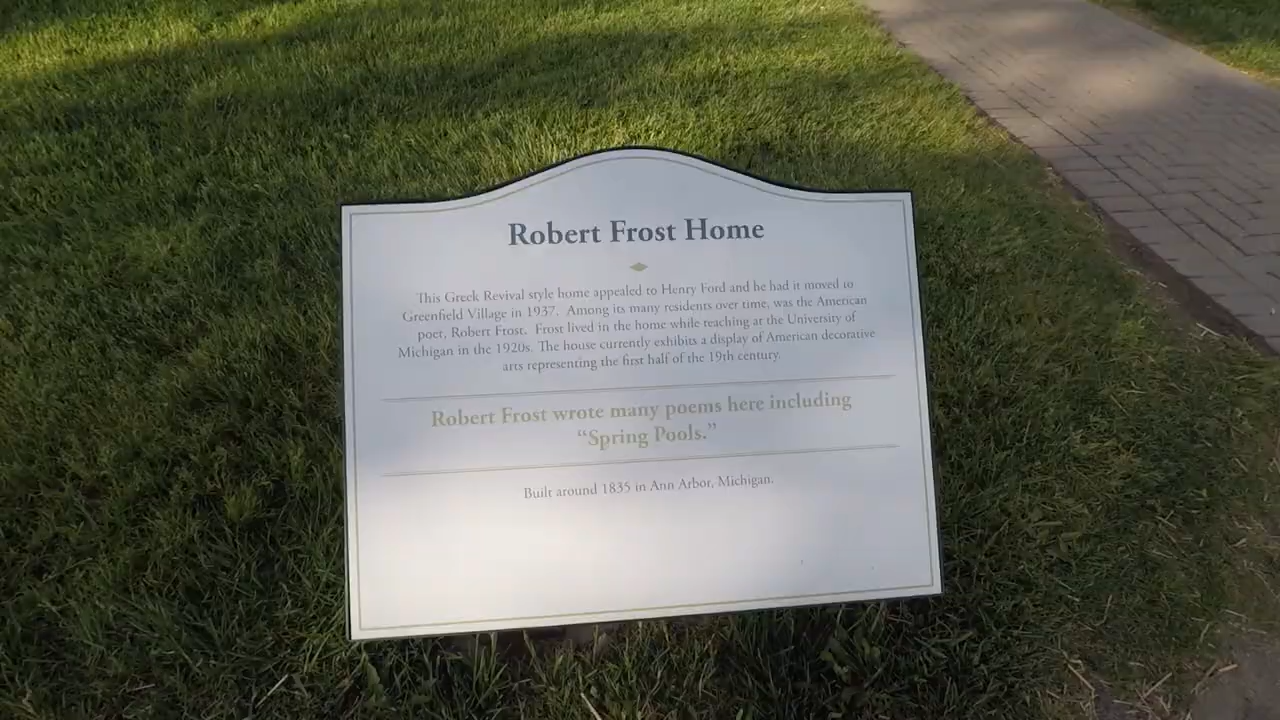 Robert Frost Home
This Greek Revival style home appealed to Henry Ford and he had it moved to
Greenfield Village in 1937. Among its many residents over time, was the American
poet, Robert Frost. Frost lived in the home while teaching at the University of
Michigan in the 1920s. The house currently exhibits a display of American decorative
arts representing the first half of the 19th century.
Robert Frost wrote many poems here including
“Spring Pools.”
Built around 1835 in Ann Arbor, Michigan.